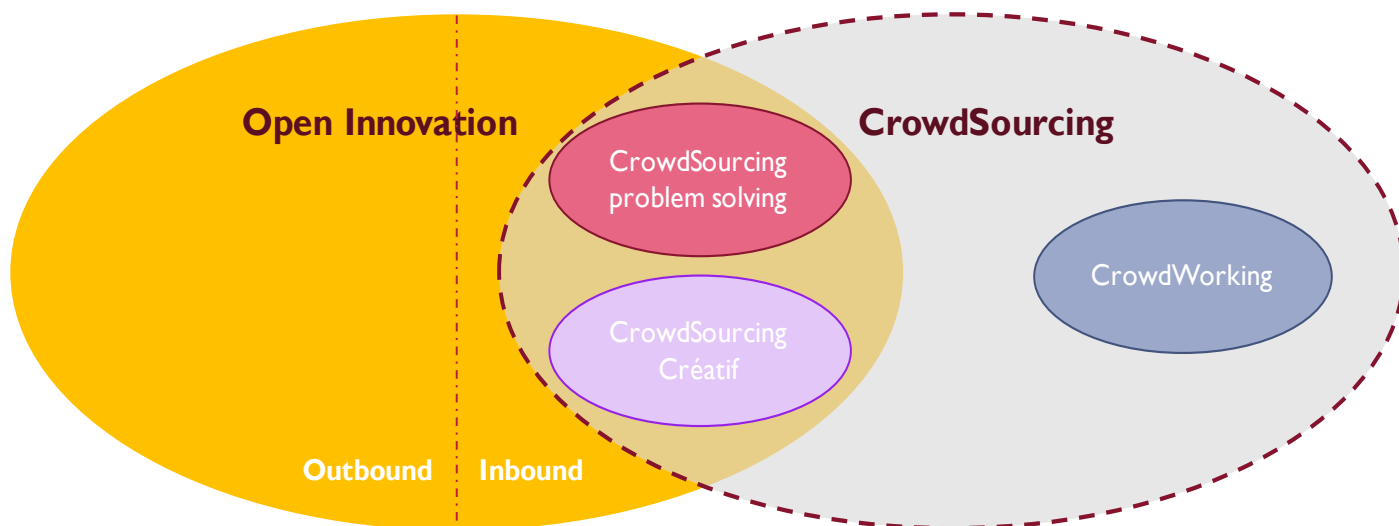 Open Innovation
CrowdSourcing
CrowdSourcing
problem solving
CrowdWorking
CrowdSourcing
Créatif
Outbound
Inbound